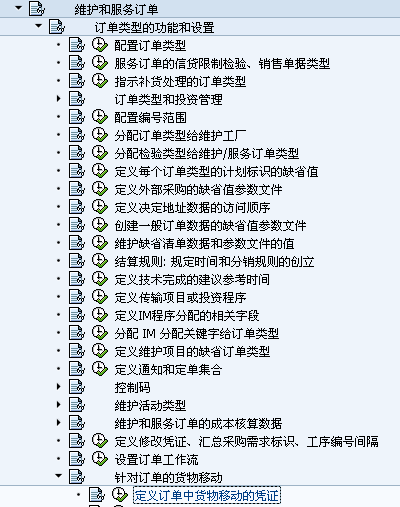 维护和服务订单
订单类型的功能和设置
配置订单类型
服务订单的信贷限制检验、销售单据类型
指示补货处理的订单类型
订单类型和投资管理
配置编号范围
分配订单类型给维护工厂
分配检验类型给维护/服务订单类型
定义每个订单类型的计划标识的缺省值
定义外部采购的缺省值参数文件
定义决定地址数据的访问顺序
创建一般订单数据的缺省值参数文件
维护缺省清单数据和参数文件的值
结算规则: 规定时间和分销规则的创立
定义技术完成的建议参考时间
定义传输项目或投资程序
定义IM程序分配的相关字段
分配 IM 分配关键字给订单类型
定义维护项目的缺省订单类型
定义通知和定单集合
控制码
维护活动类型
维护和服务订单的成本核算数据
定义修改凭证、汇总采购需求标识、工序编号间隔
设置订单工作流
针对订单的货物移动
定义订单中货物移动的凭证